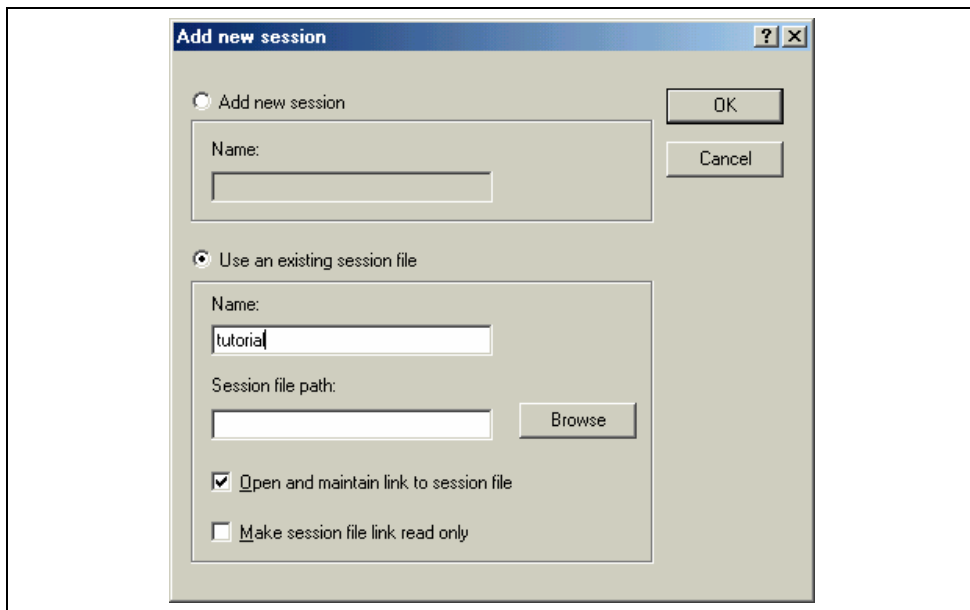 Add new session
Add new session
OK
Name:
Cancel
Use an existing session file
Name:
tutorial
Session file path:
Browse
Open and maintain link to session file
Make session file link read only